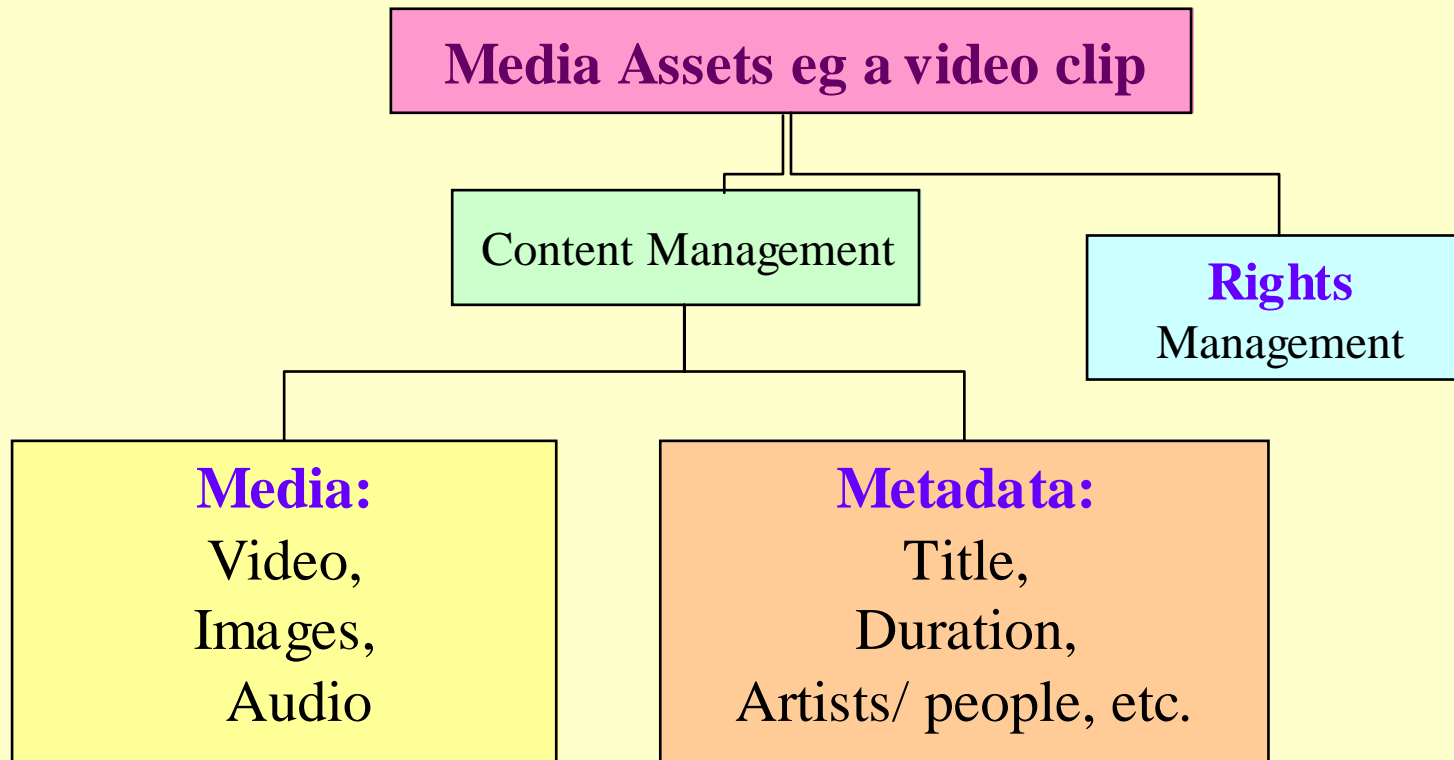 Media Assets eg a video clip
Content Management
Rights
Management
Media:
Video,
Images,
Audio
Metadata:
Title,
Duration,
Artists/ people, etc.